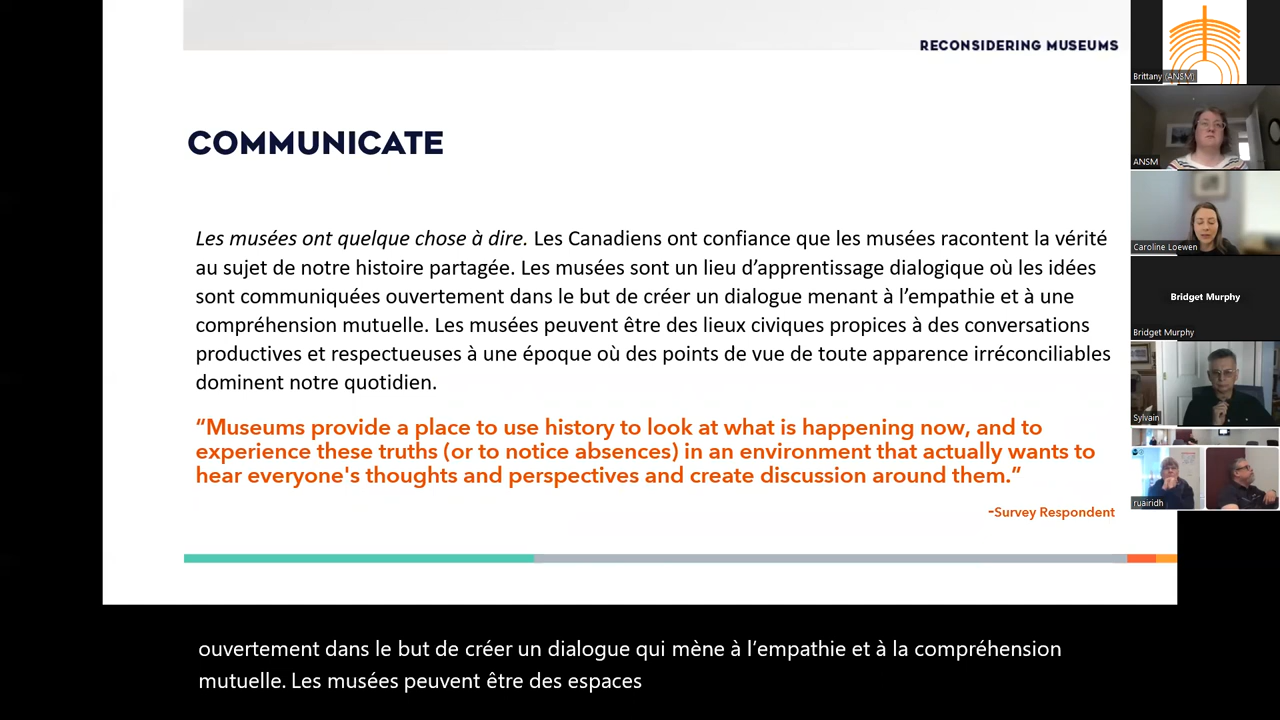 RECONSIDERING MUSEUMS
COMMUNICATE
Les musées ont quelque chose à dire. Les Canadiens ont confiance que les musées racontent la vérité
au sujet de notre histoire partagée. Les musées sont un lieu d’apprentissage dialogique où les idées
sont communiquées ouvertement dans le but de créer un dialogue menant à l’empathie et à une
compréhension mutuelle. Les musées peuvent être des lieux civiques propices à des conversations
productives et respectueuses à une époque où des points de vue de toute apparence irréconciliables
dominent notre quotidien.
“Museums provide a place to use history to look at what is happening now, and to
experience these truths (or to notice absences) in an environment that actually wants to
hear everyone's thoughts and perspectives and create discussion around them.”
-Survey Respondent
Brittany (ANSM)
ANSM
Caroline Loewen
Bridget Murphy
Bridget Murphy
Sylvain
ruairidh
ouvertement dans le but de créer un dialogue qui mène à l’empathie et à la compréhension
mutuelle. Les musées peuvent être des espaces